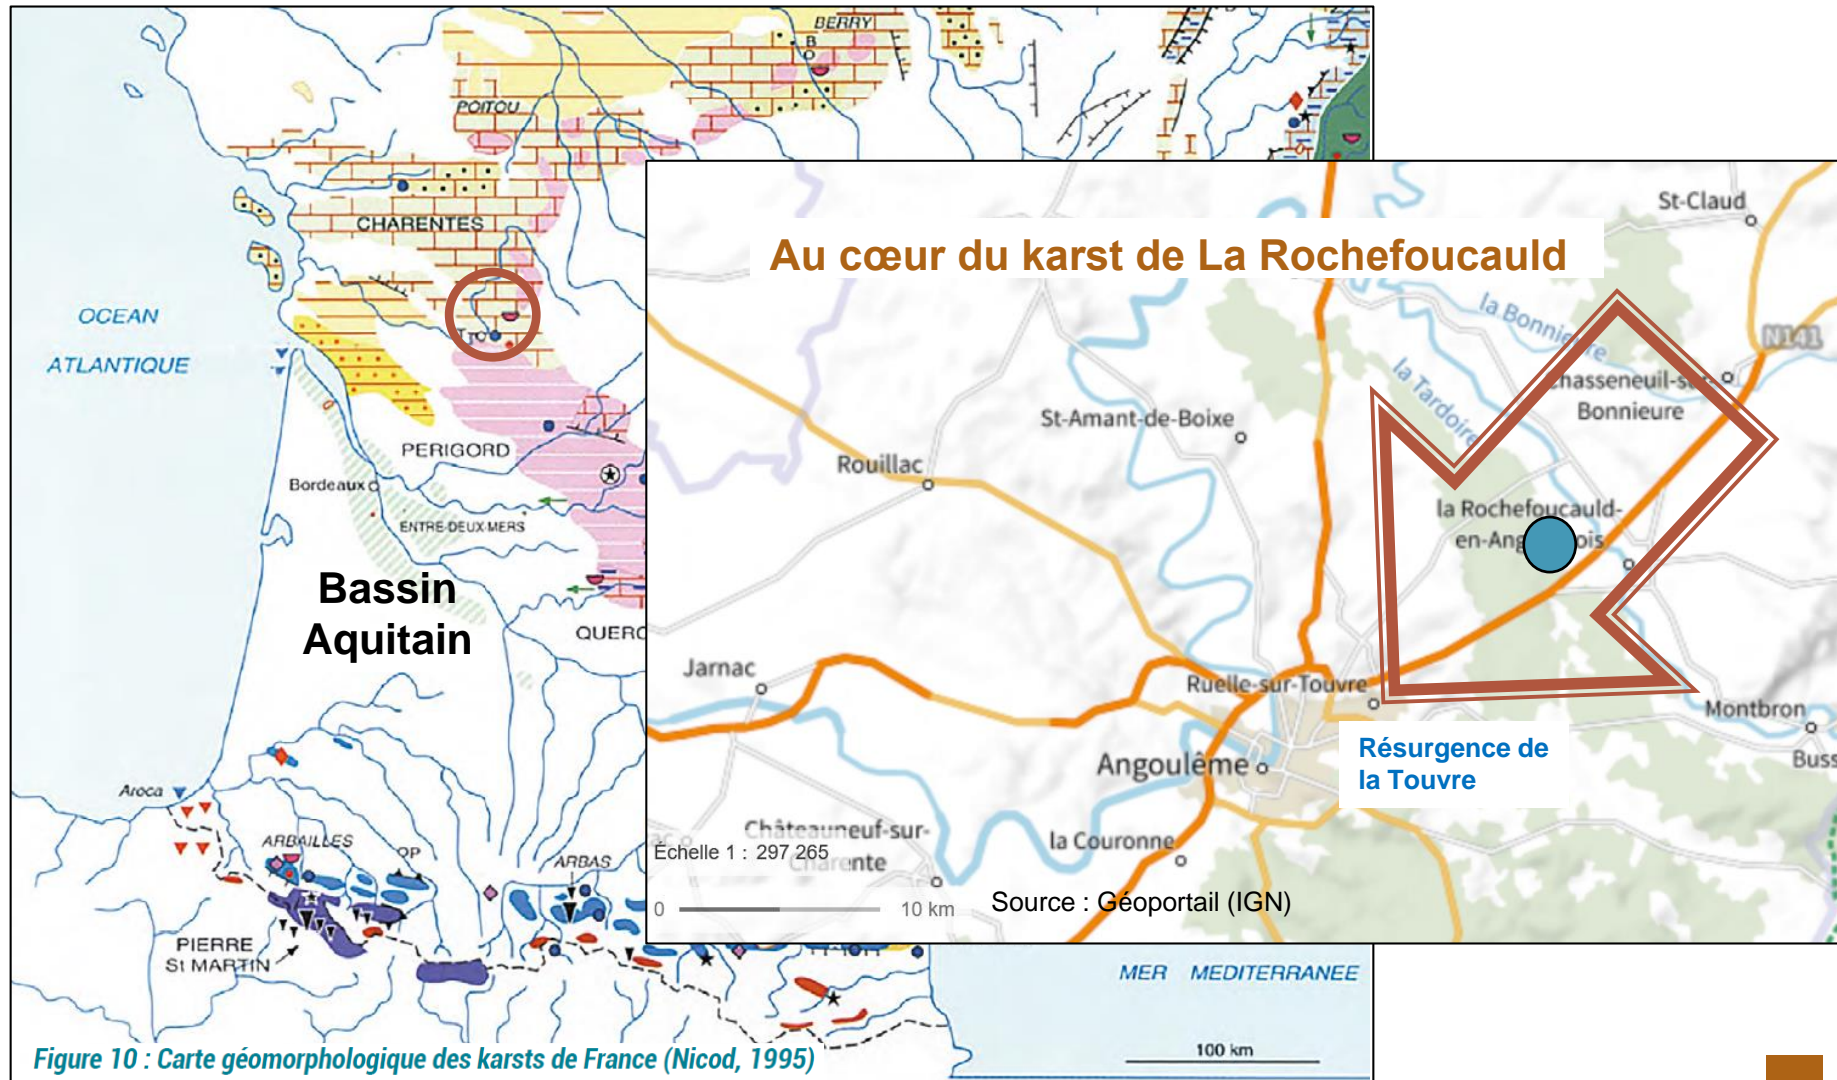 BERRY
B
POITOU
CHARENTES
OCEAN
ATLANTIQUE
PERIGORD
Bordeaux
ENTRE-DEUX-MERS
Bassin
Aquitain
QUERC
Aroca
ARBAILLES
OP
ARBAS
PIERRE
St MARTIN
MER MEDITERRANEE
100 km
Figure 10 : Carte géomorphologique des karsts de France (Nicod, 1995)
Au cœur du karst de La Rochefoucauld
St-Claud
la Bonnieure
N141
la Tardoire
Chasseneuil-sur-
Bonnieure
St-Amant-de-Boixe
Rouillac
la Rochefoucauld-
en-Ang ois
Jarnac
Ruelle-sur-Touvre
Montbron
Angoulême
Résurgence de
la Touvre
Buss
Châteauneuf-sur-
Charente
la Couronne
Échelle 1 : 297 265
0 10 km
Source : Géoportail (IGN)